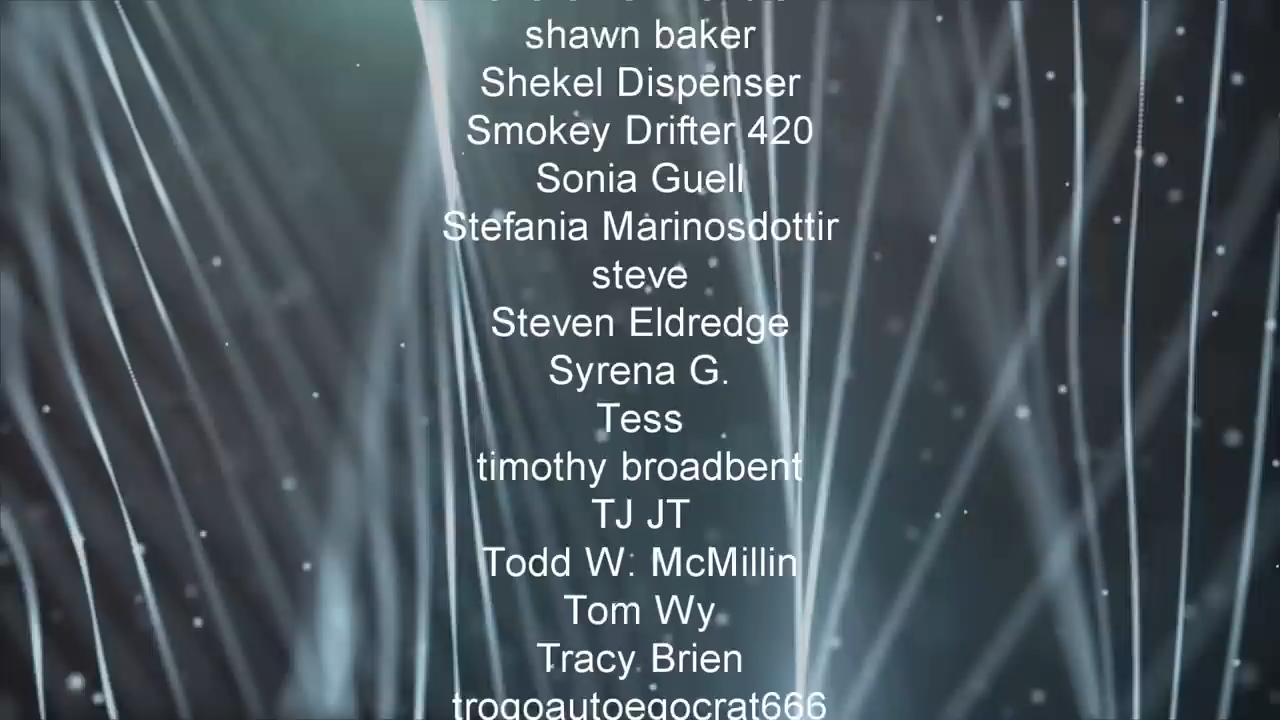 shawn baker
Shekel Dispenser
Smokey Drifter 420
Sonia Guell
Stefania Marinosdottir
steve
Steven Eldredge
Syrena G.
Tess
timothy broadbent
TJ JT
Todd W. McMillin
Tom Wy
Tracy Brien
trogoautoegocrat666